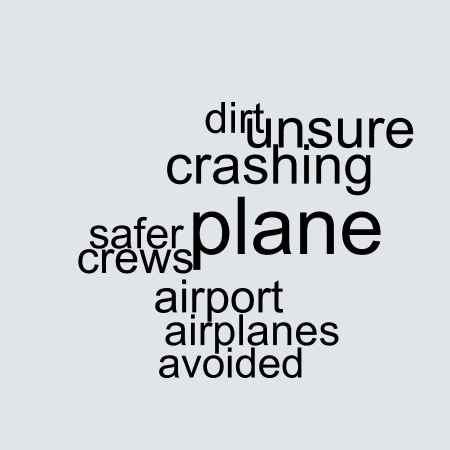 dirt
unsure
crashing
plane
safer
crews
airport
airplanes
avoided